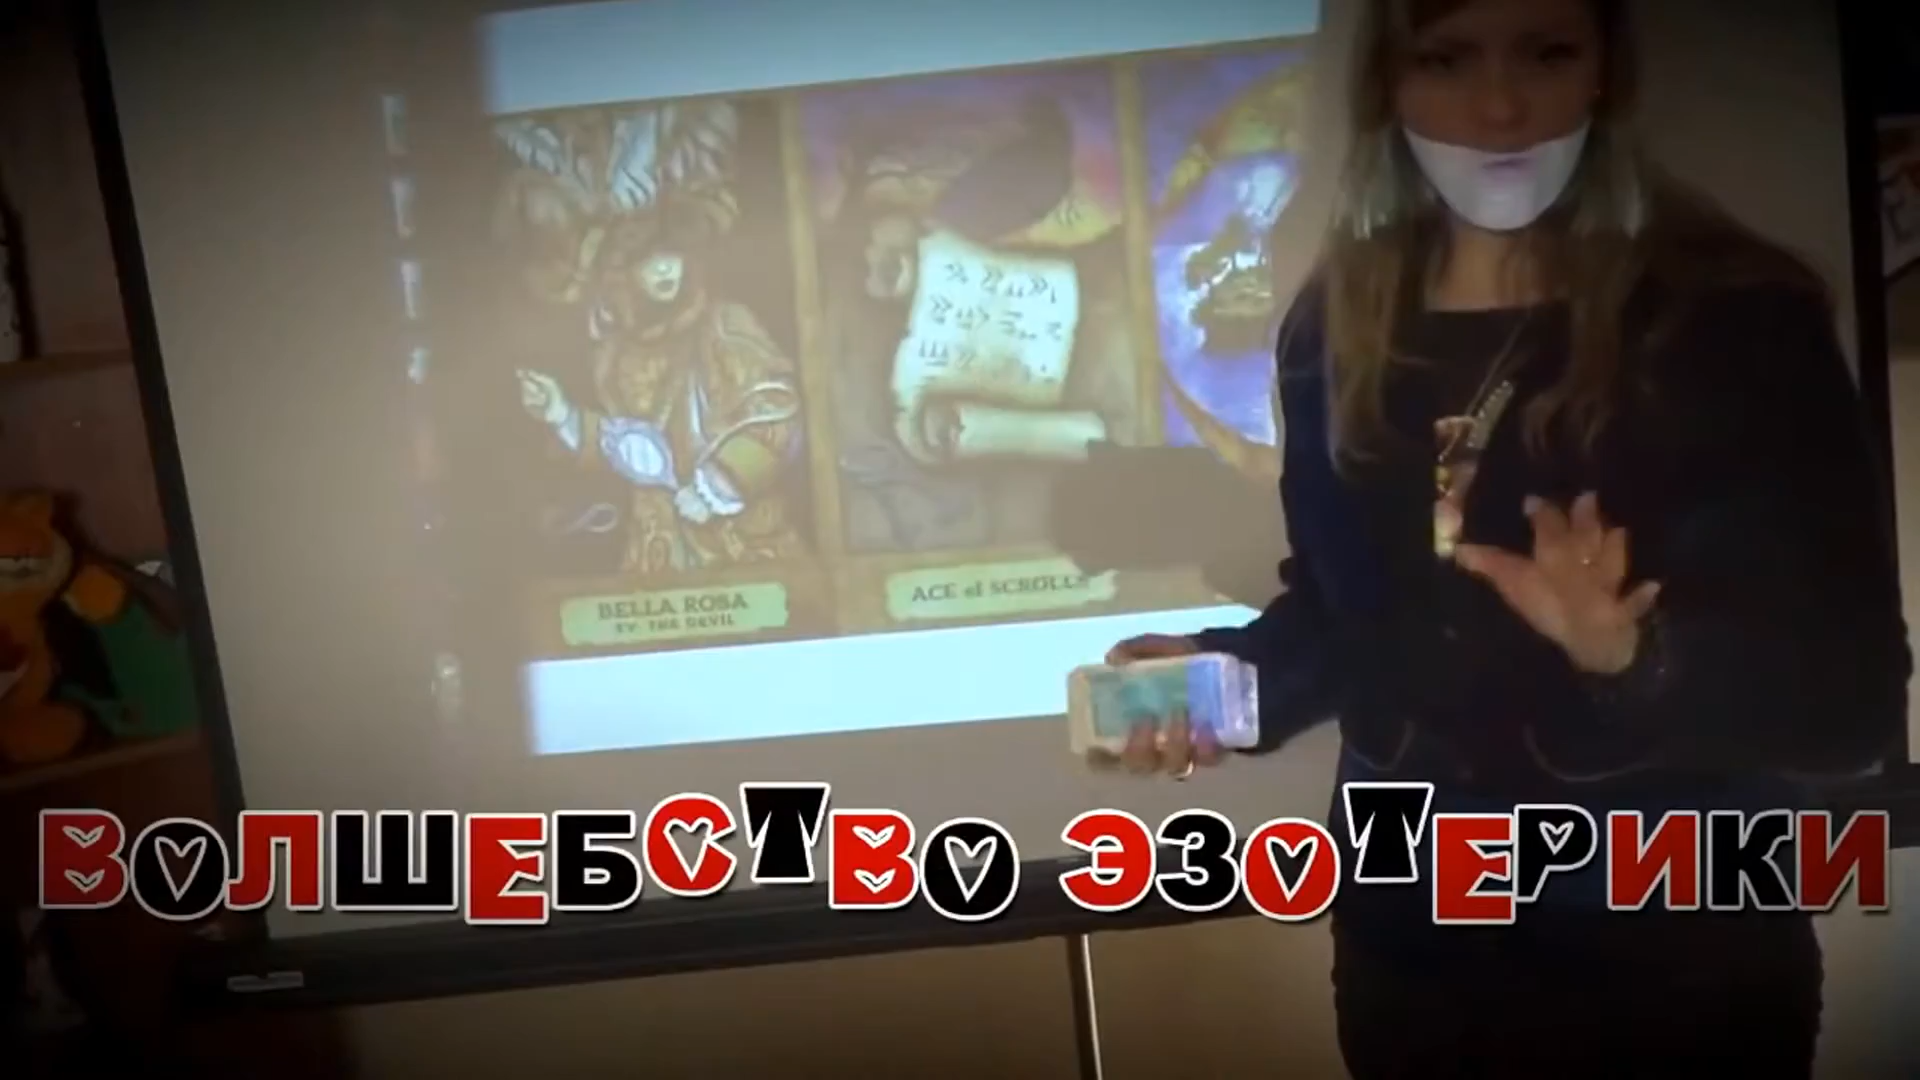 BELLA ROSA
XV: THE DEVIL
ACE of SCROLLS
ВОЛШЕБСТВО ЭЗОТЕРИКИ